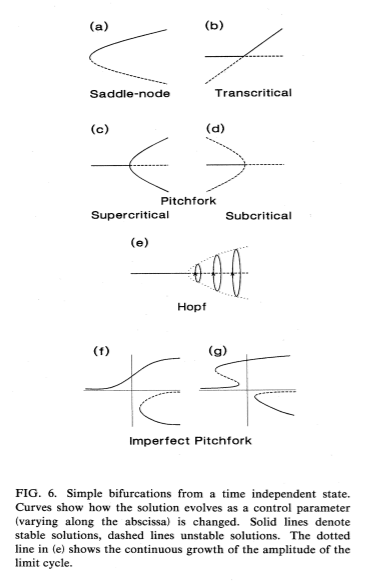 (a)
(b)
Saddle-node
Transcritical
(c)
(d)
Pitchfork
Supercritical
Subcritical
(e)
Hopf
(f)
(g)
Imperfect Pitchfork
FIG. 6. Simple bifurcations from a time independent state.
Curves show how the solution evolves as a control parameter
(varying along the abscissa) is changed. Solid lines denote
stable solutions, dashed lines unstable solutions. The dotted
line in (e) shows the continuous growth of the amplitude of the
limit cycle.